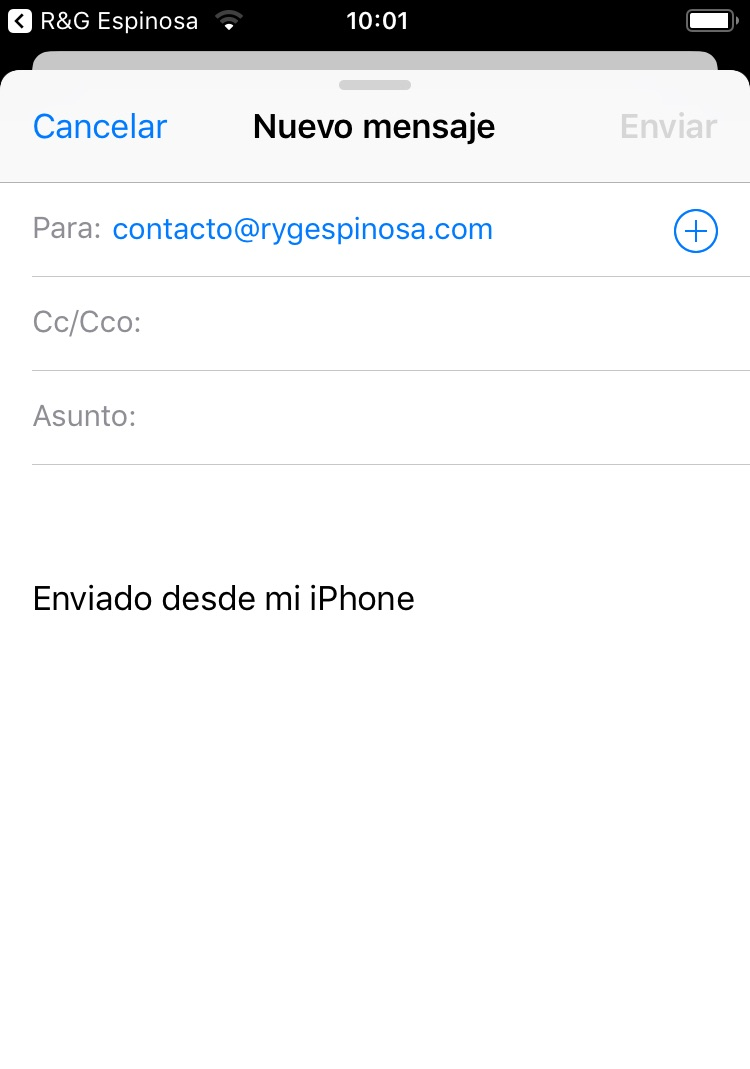 R&G Espinosa 10:01
Cancelar Nuevo mensaje Enviar
Para: contacto@rygespinosa.com
Cc/Cco:
Asunto:
Enviado desde mi iPhone